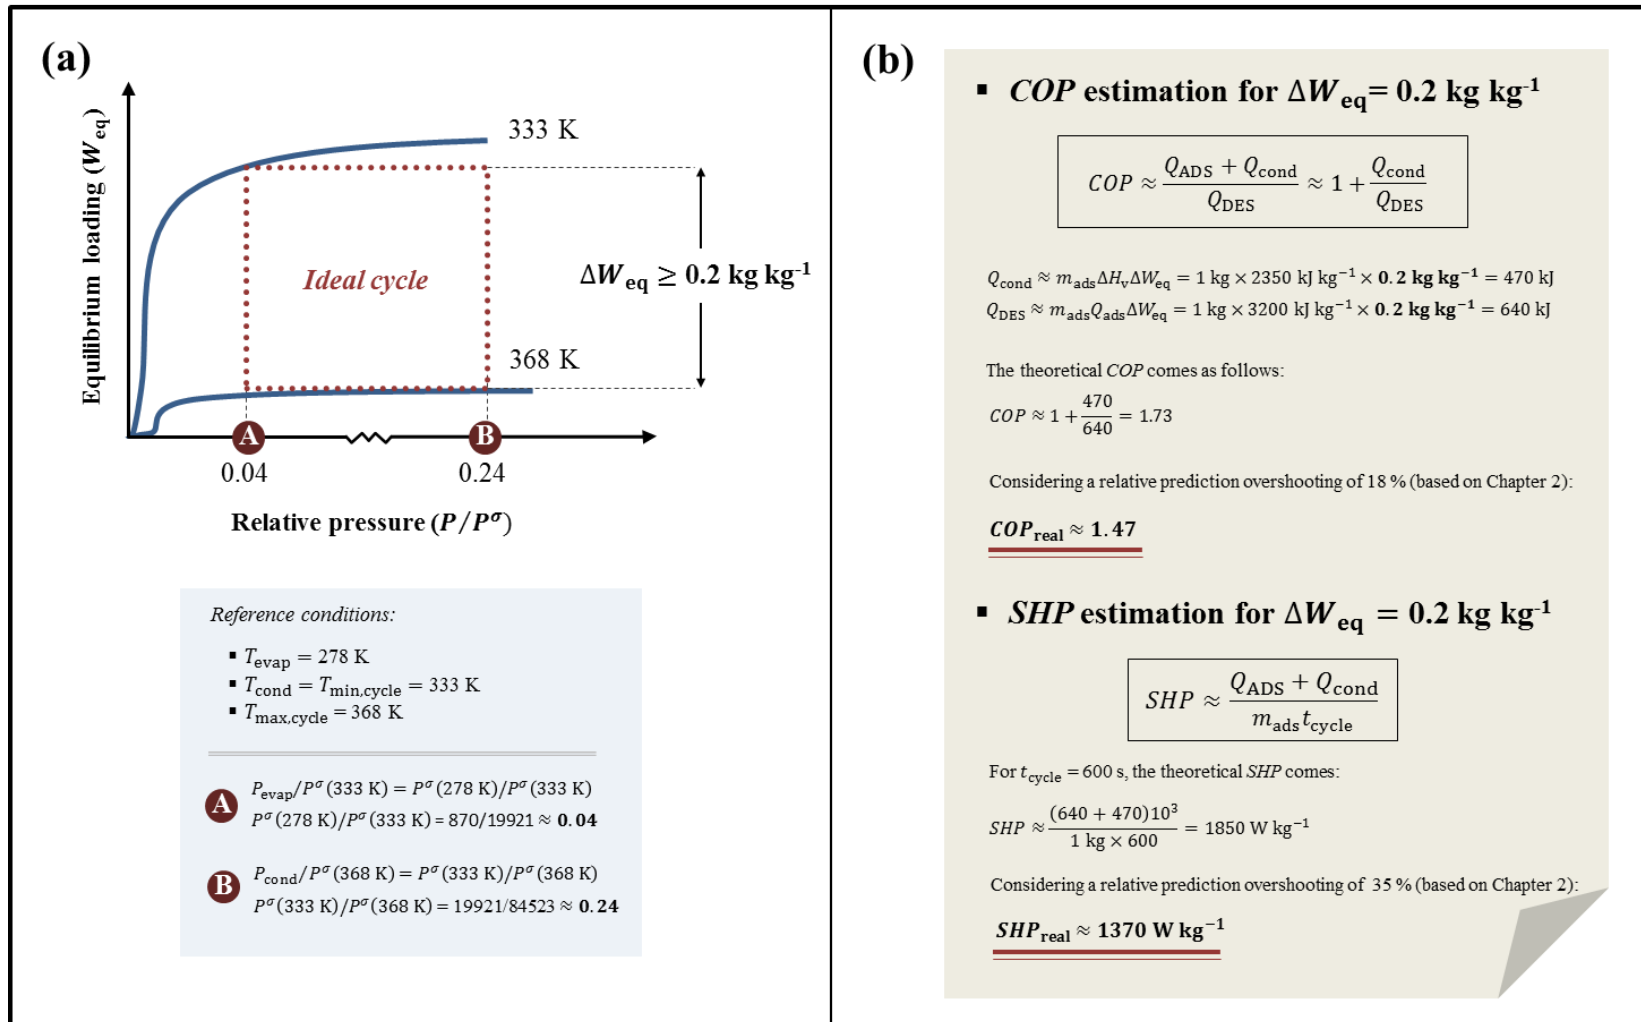 (a)
Equilibrium loading (W_eq)
333 K
Ideal cycle
ΔW_eq ≥ 0.2 kg kg⁻¹
368 K
A
B
0.04
0.24
Relative pressure (P/P^σ)
Reference conditions:
▪ T_evap = 278 K
▪ T_cond = T_min,cycle = 333 K
▪ T_max,cycle = 368 K
A
P_evap/P^σ(333 K) = P^σ(278 K)/P^σ(333 K)
P^σ(278 K)/P^σ(333 K) = 870/19921 ≈ 0.04
B
P_cond/P^σ(368 K) = P^σ(333 K)/P^σ(368 K)
P^σ(333 K)/P^σ(368 K) = 19921/84523 ≈ 0.24
(b)
▪ COP estimation for ΔW_eq = 0.2 kg kg⁻¹
COP ≈ (Q_ADS + Q_cond)/Q_DES ≈ 1 + Q_cond/Q_DES
Q_cond ≈ m_ads ΔH_v ΔW_eq = 1 kg × 2350 kJ kg⁻¹ × 0.2 kg kg⁻¹ = 470 kJ
Q_DES ≈ m_ads Q_ads ΔW_eq = 1 kg × 3200 kJ kg⁻¹ × 0.2 kg kg⁻¹ = 640 kJ
The theoretical COP comes as follows:
COP ≈ 1 + 470/640 = 1.73
Considering a relative prediction overshooting of 18 % (based on Chapter 2):
COP_real ≈ 1.47
▪ SHP estimation for ΔW_eq = 0.2 kg kg⁻¹
SHP ≈ (Q_ADS + Q_cond)/(m_ads t_cycle)
For t_cycle = 600 s, the theoretical SHP comes:
SHP ≈ (640 + 470)10³/(1 kg × 600) = 1850 W kg⁻¹
Considering a relative prediction overshooting of 35 % (based on Chapter 2):
SHP_real ≈ 1370 W kg⁻¹